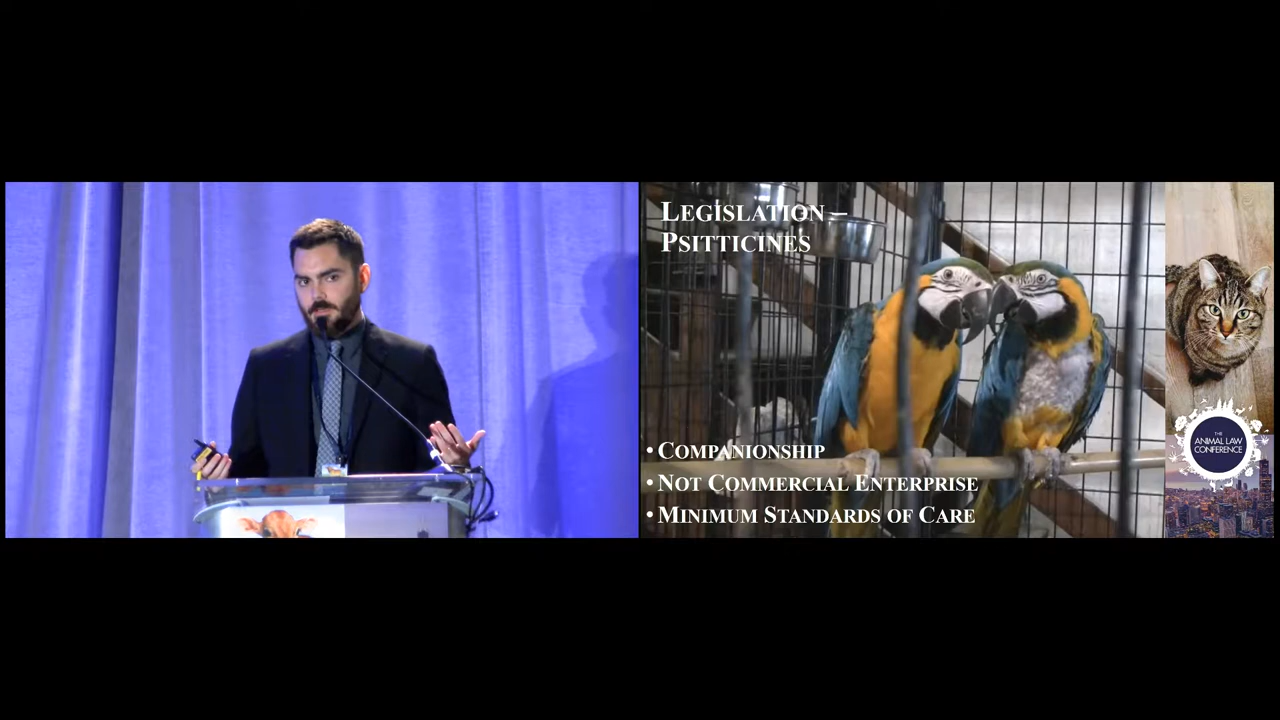 LEGISLATION –
PSITTICINES
• COMPANIONSHIP
• NOT COMMERCIAL ENTERPRISE
• MINIMUM STANDARDS OF CARE
THE
ANIMAL LAW
CONFERENCE